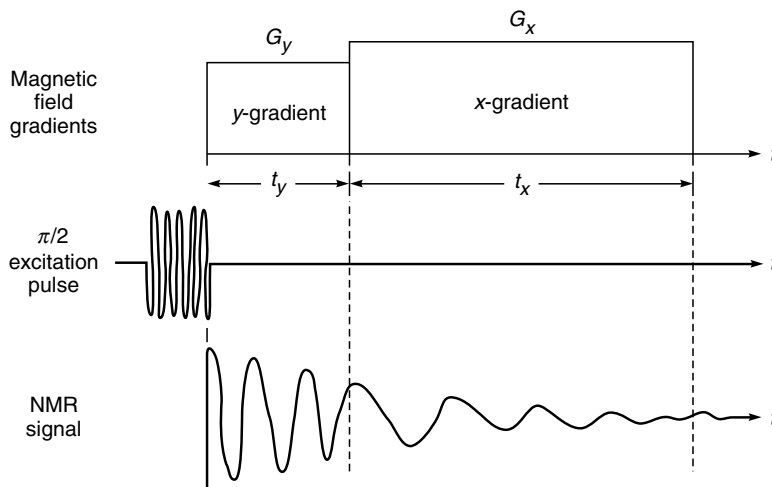 G_y
G_x
Magnetic
field
gradients
y-gradient
x-gradient
t_y
t_x
π/2
excitation
pulse
NMR
signal